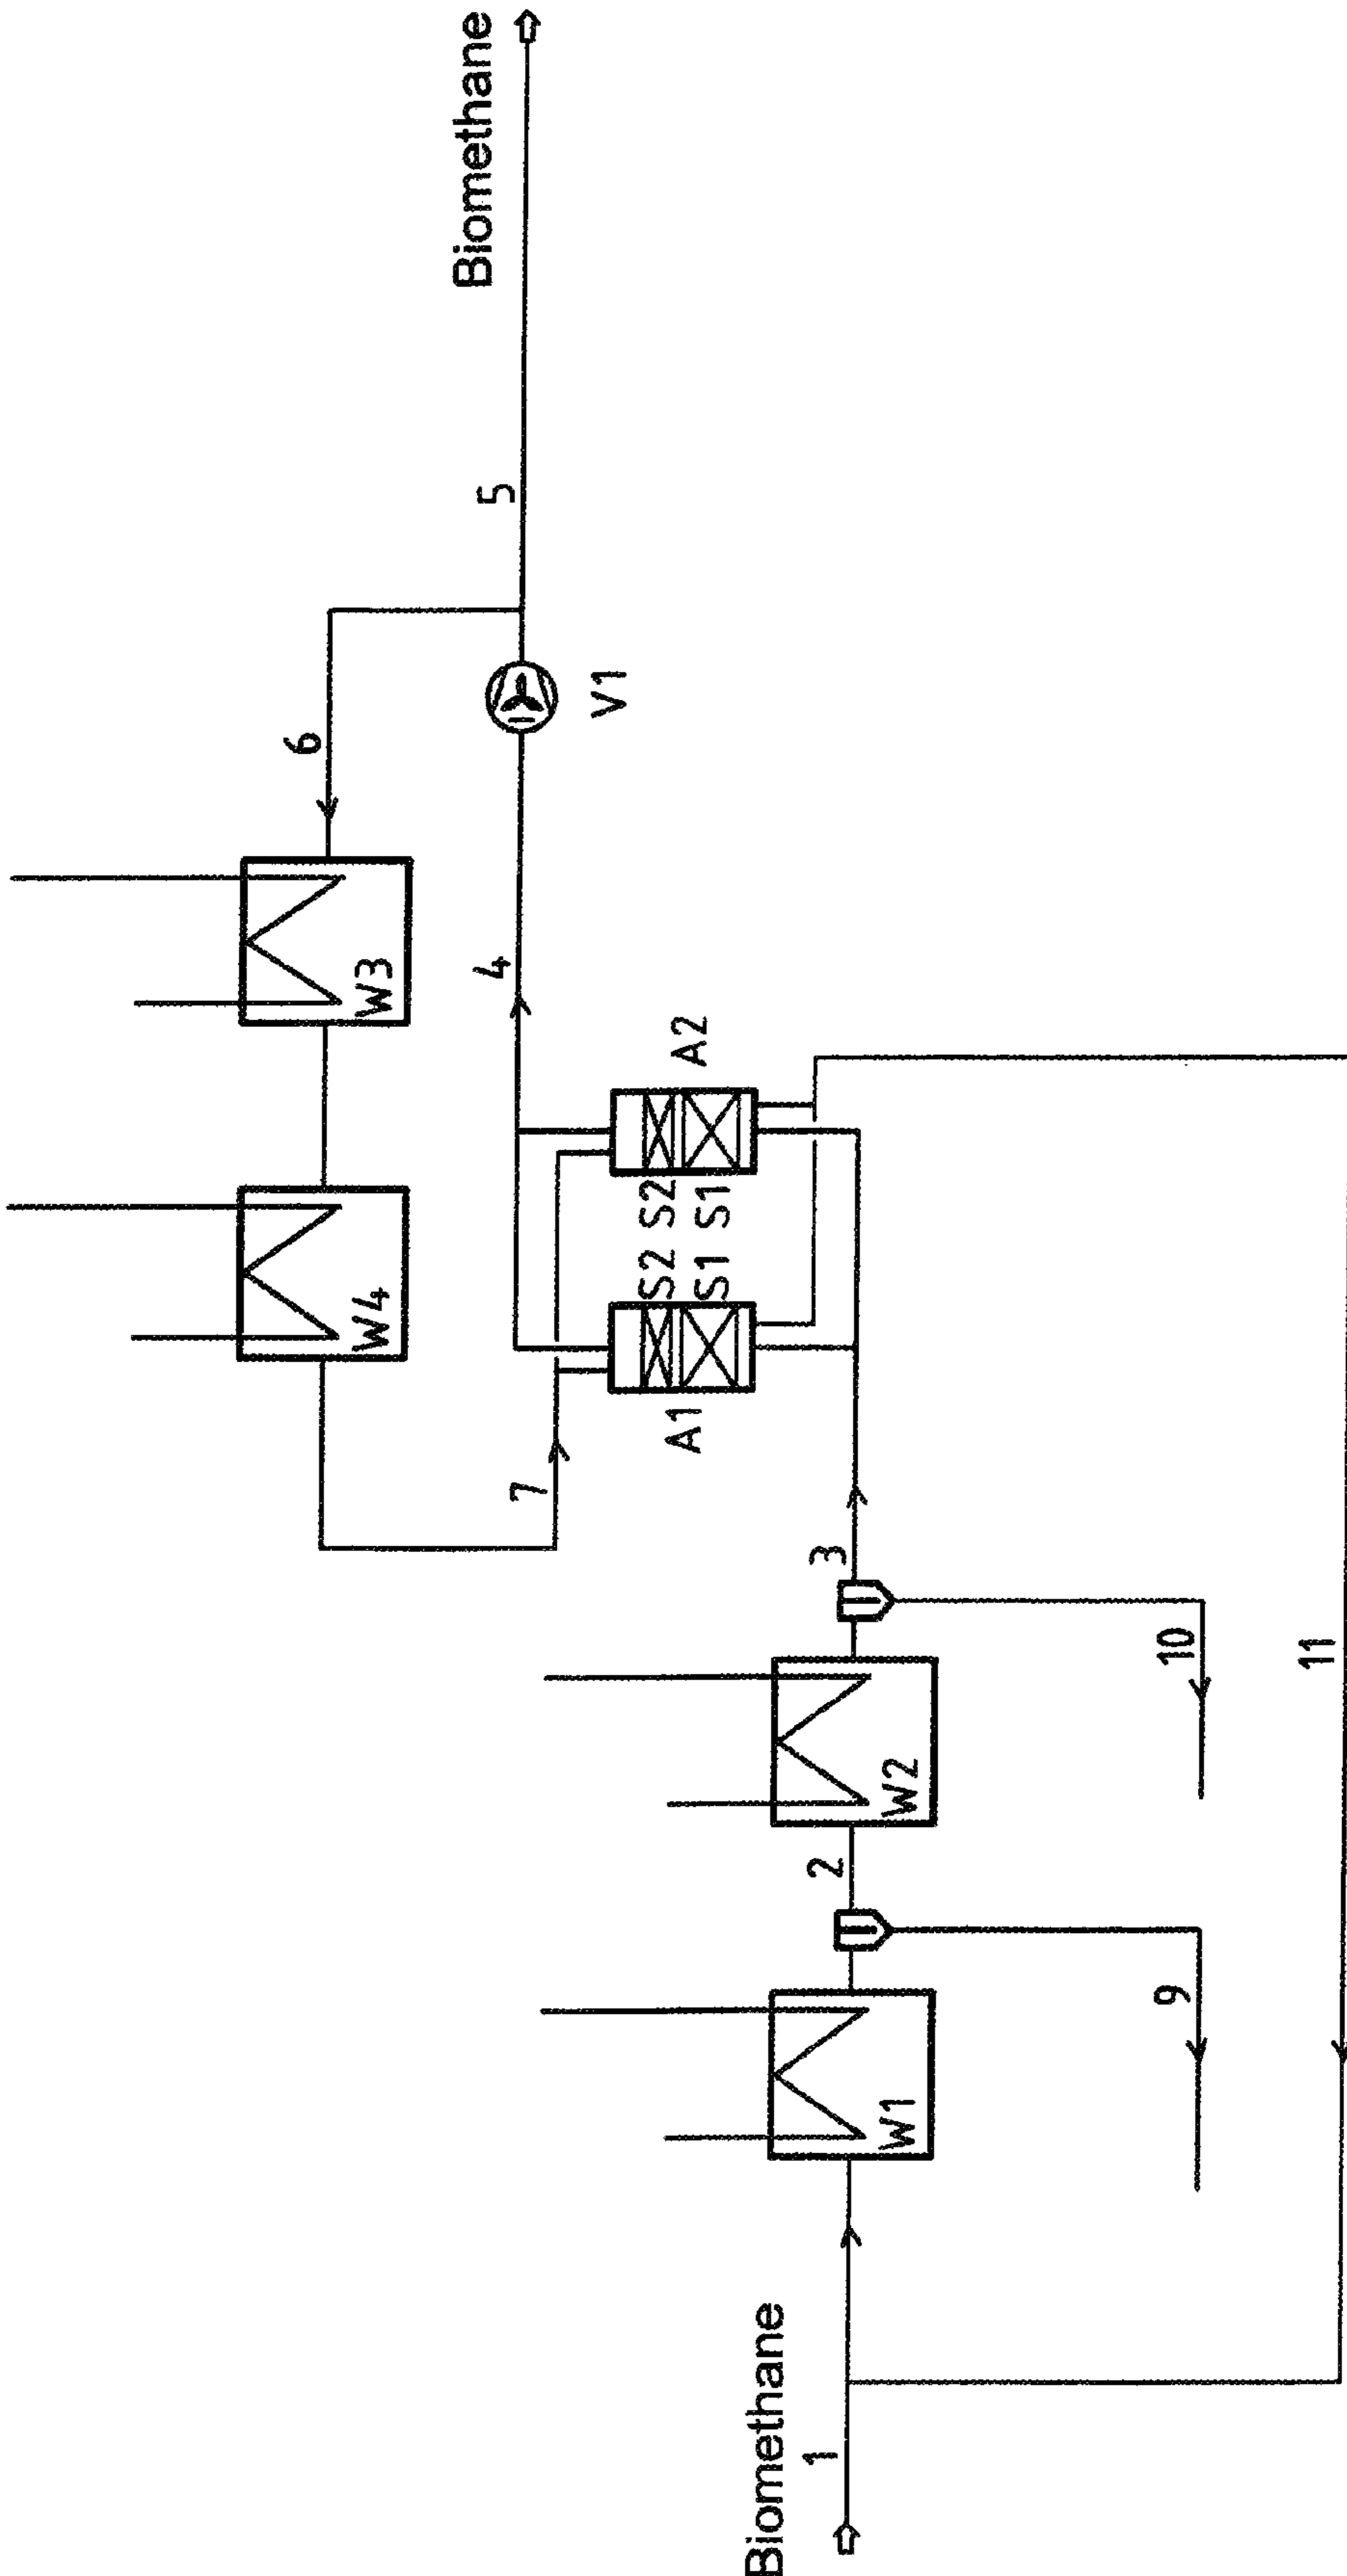 Biomethane
5
6
V1
W3
4
W4
A2
S2 S2
S1 S1
A1
7
3
10
11
W2
2
9
W1
Biomethane
1